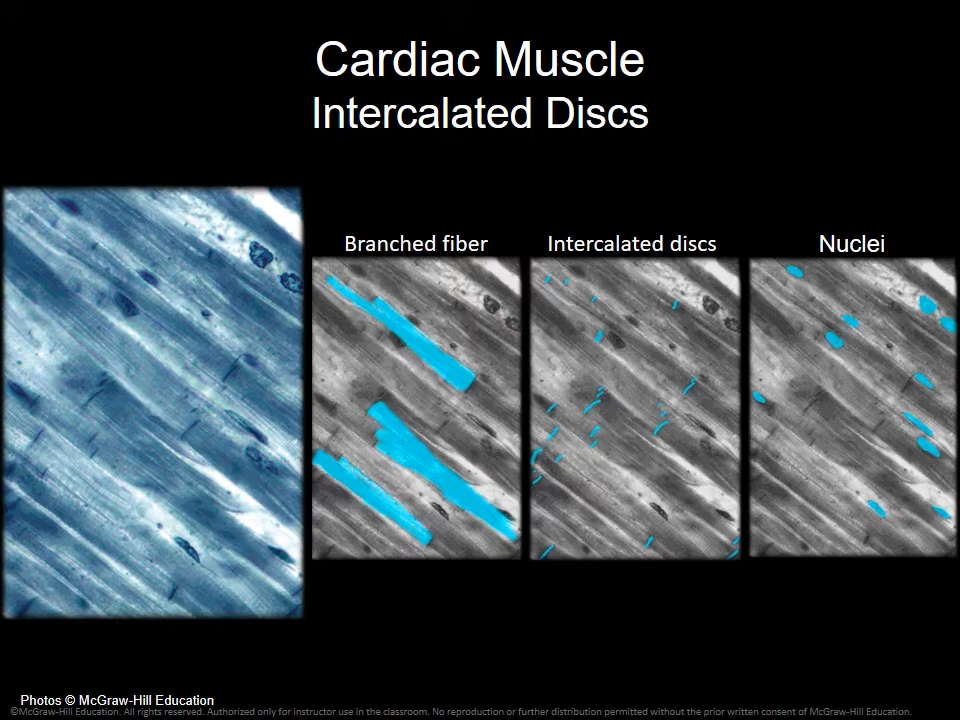 Cardiac Muscle
Intercalated Discs
Branched fiber
Intercalated discs
Nuclei
Photos © McGraw-Hill Education
©McGraw-Hill Education. All rights reserved. Authorized only for instructor use in the classroom. No reproduction or further distribution permitted without the prior written consent of McGraw-Hill Education.